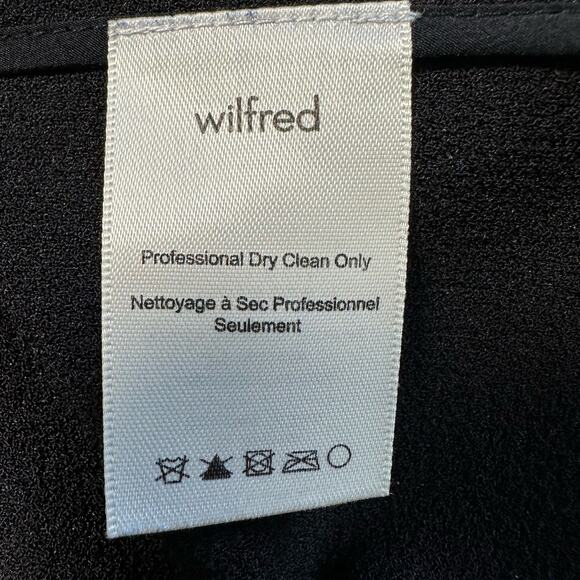 wilfred
Professional Dry Clean Only
Nettoyage à Sec Professionnel
Seulement